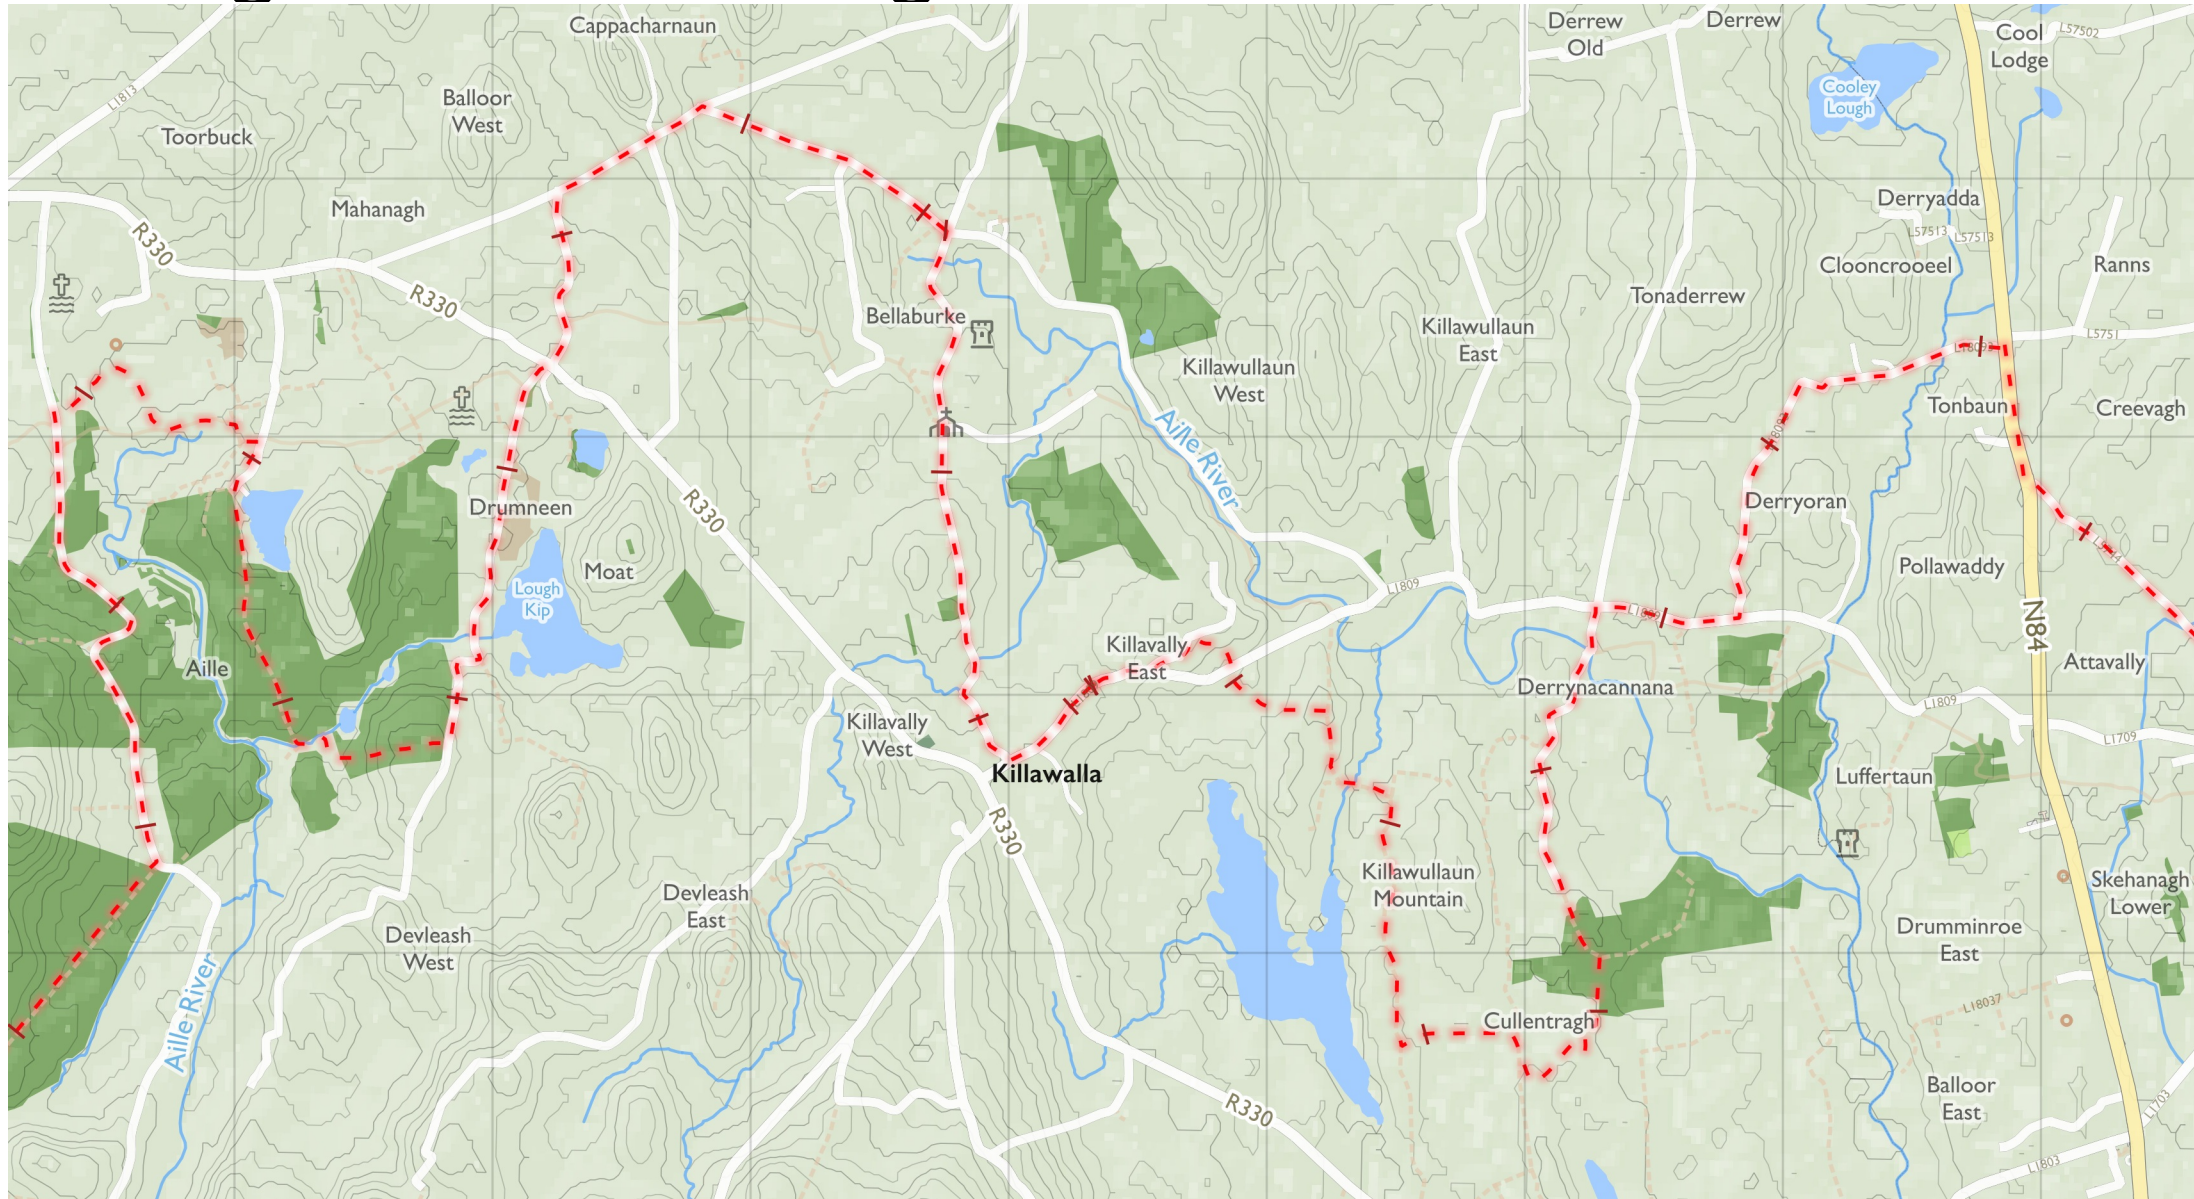 Cappacharnaun
Derrew
Old
Derrew
Cool
Lodge
L57502
L1813
Balloor
West
Cooley
Lough
Toorbuck
Mahanagh
Derryadda
R330
L57513
L57513
Clooncrooeel
Ranns
R330
Tonaderrew
Bellaburke
Killawullaun
East
L5751
L18093
Killawullaun
West
Tonbaun
Creevagh
Aille River
Drumneen
R330
Derryoran
Moat
Pollawaddy
Lough
Kip
L1809
L1809
N84
Killavally
East
Aille
Attavally
Derrynacannana
L1809
Killavally
West
L1709
Killawalla
Luffertaun
R330
Killawullaun
Mountain
Devleash
East
Skehanagh
Lower
Devleash
West
Drumminroe
East
Aille River
L18037
Cullentragh
Balloor
East
R330
L1703
L1803